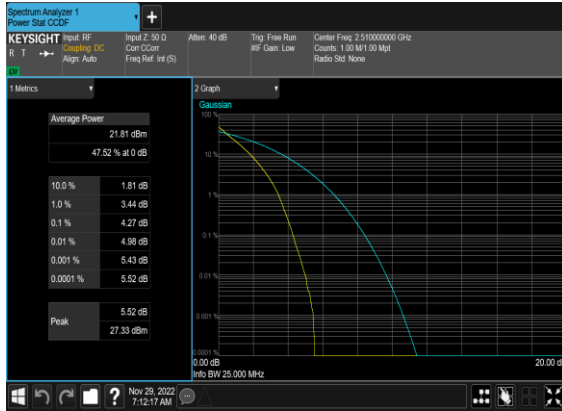 Spectrum Analyzer 1
Power Stat CCDF
KEYSIGHT
R T
LU
Input: RF
Coupling: DC
Align: Auto
Input Z: 50 Ω
Corr CCorr
Freq Ref: Int (S)
Atten: 40 dB
Trig: Free Run
#IF Gain: Low
Center Freq: 2.510000000 GHz
Counts: 1.00 M/1.00 Mpt
Radio Std: None
1 Metrics
Average Power
21.81 dBm
47.52 % at 0 dB
10.0 % 1.81 dB
1.0 % 3.44 dB
0.1 % 4.27 dB
0.01 % 4.98 dB
0.001 % 5.43 dB
0.0001 % 5.52 dB
Peak
5.52 dB
27.33 dBm
2 Graph
Gaussian
100 %
10 %
1 %
0.1 %
0.01 %
0.001 %
0.0001 %
0.00 dB
20.00 d
Info BW 25.000 MHz
?
Nov 29, 2022
7:12:17 AM